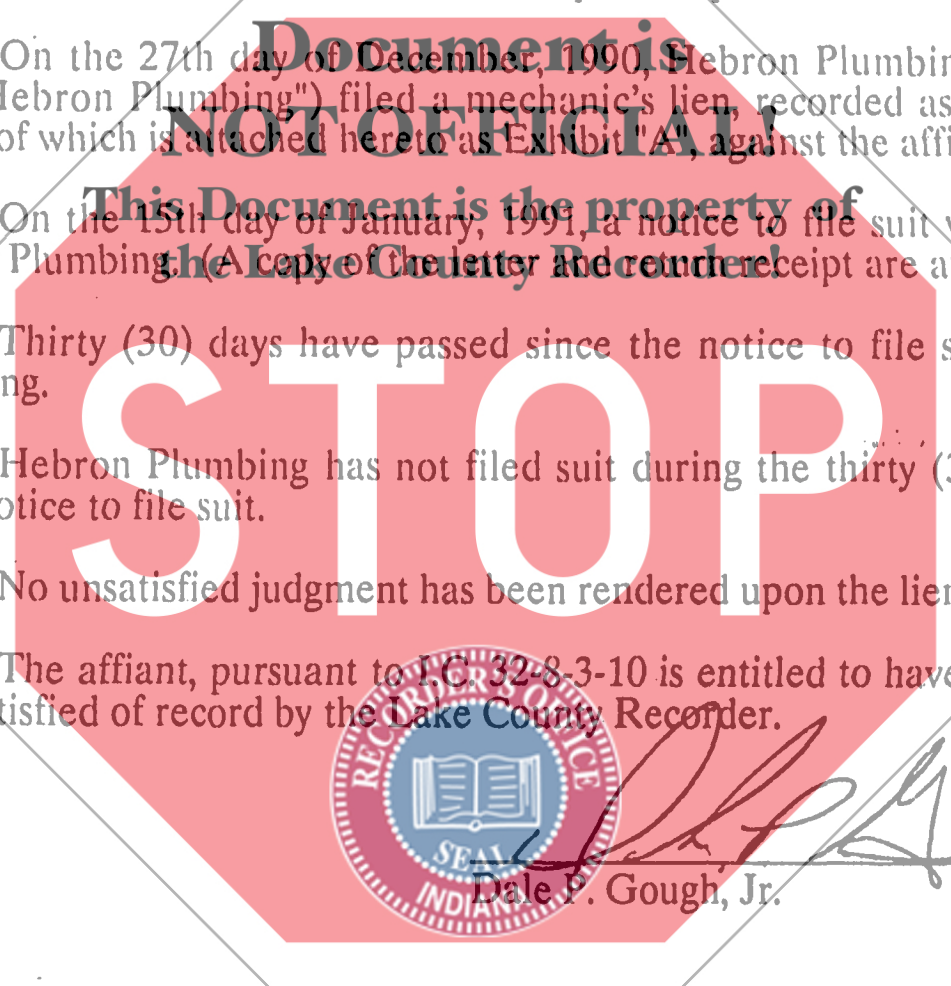 Document is
On the 27th day of December, 1990, Hebron Plumbin
Hebron Plumbing") filed a mechanic's lien, recorded as
NOT OFFICIAL!
of which is attached hereto as Exhibit "A", against the affi
This Document is the property of
On the 15th day of January, 1991, a notice to file suit
the Lake County Recorder!
Plumbing. (A copy of the letter and return receipt are a
Thirty (30) days have passed since the notice to file s
ng.
STOP
Hebron Plumbing has not filed suit during the thirty (3
otice to file suit.
No unsatisfied judgment has been rendered upon the lien
The affiant, pursuant to I.C. 32-8-3-10 is entitled to have
tisfied of record by the Lake County Recorder.
RECORDER'S OFFICE
SEAL
INDIANA
Dale P. Gough, Jr.